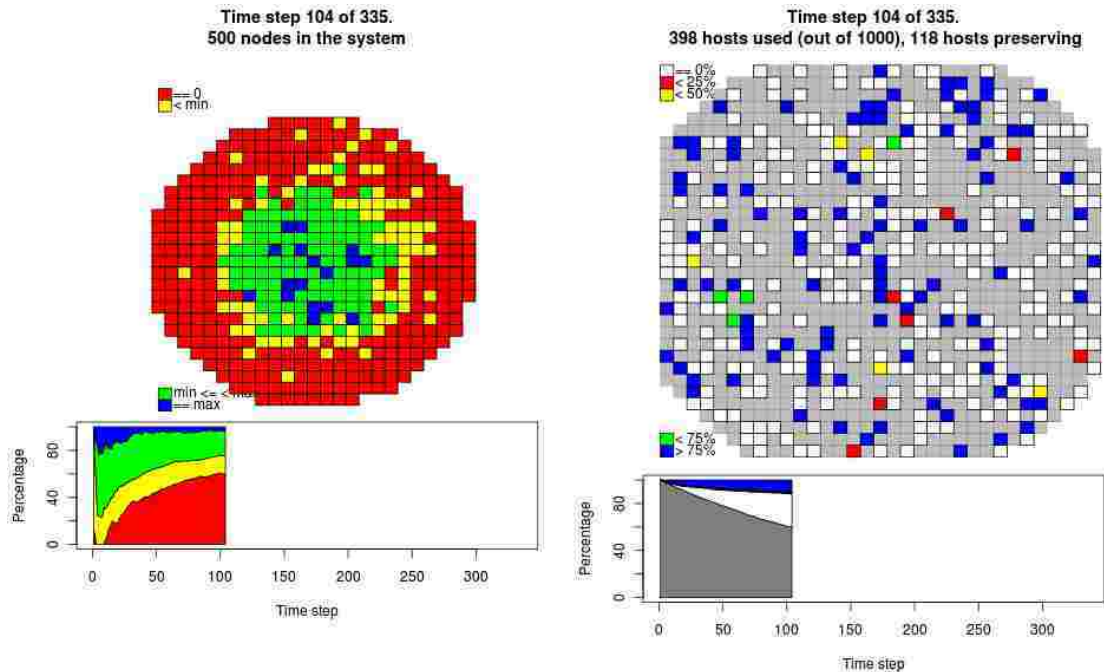 Time step 104 of 335.
500 nodes in the system
== 0
< min
min <= < max
== max
Percentage
0 40 80
0 50 100 150 200 250 300
Time step
Time step 104 of 335.
398 hosts used (out of 1000), 118 hosts preserving
== 0%
< 25%
< 50%
< 75%
> 75%
Percentage
0 40 80
0 50 100 150 200 250 300
Time step